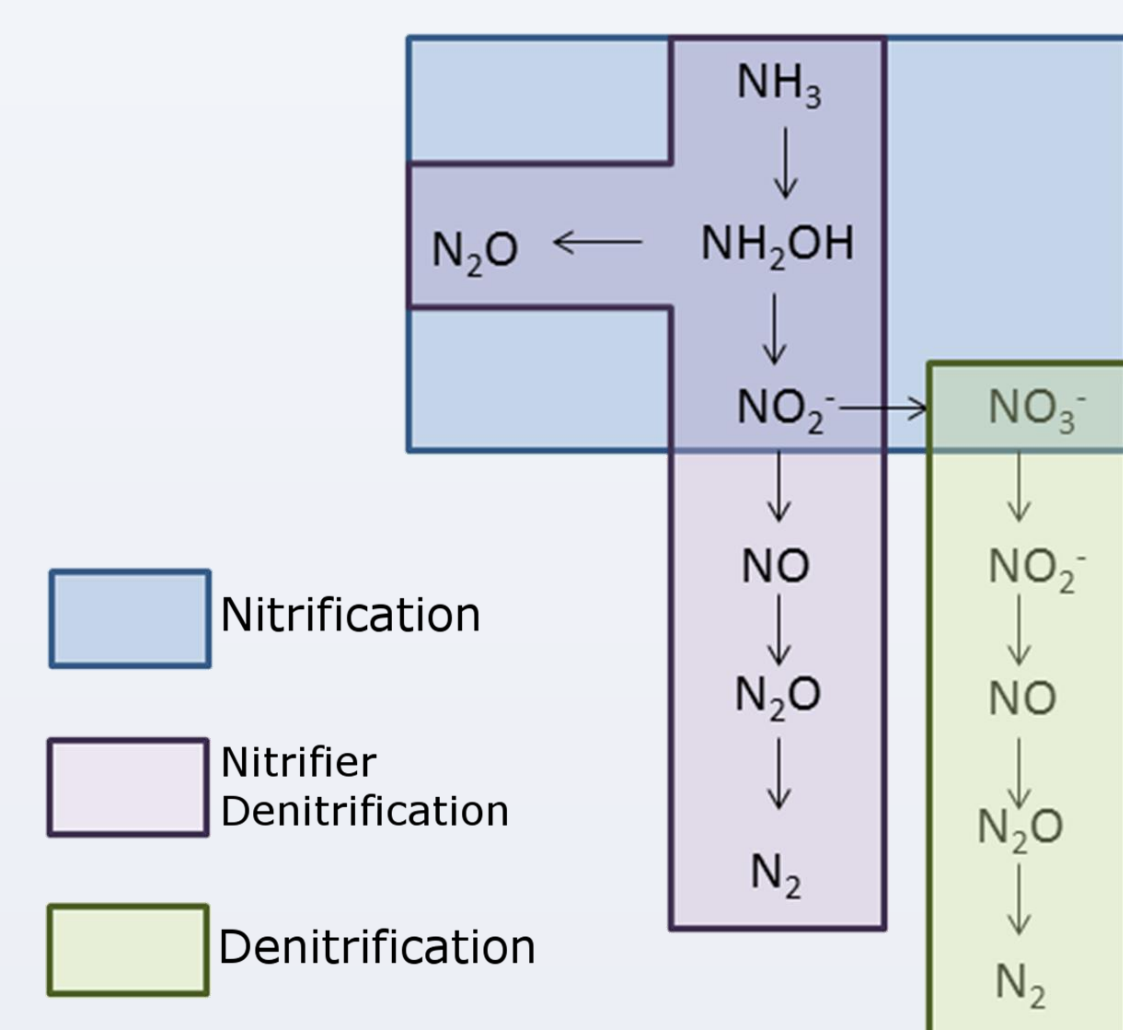 NH₃
N₂O
NH₂OH
NO₂⁻
NO₃⁻
NO
NO₂⁻
N₂O
NO
N₂O
N₂
N₂
Nitrification
Nitrifier
Denitrification
Denitrification